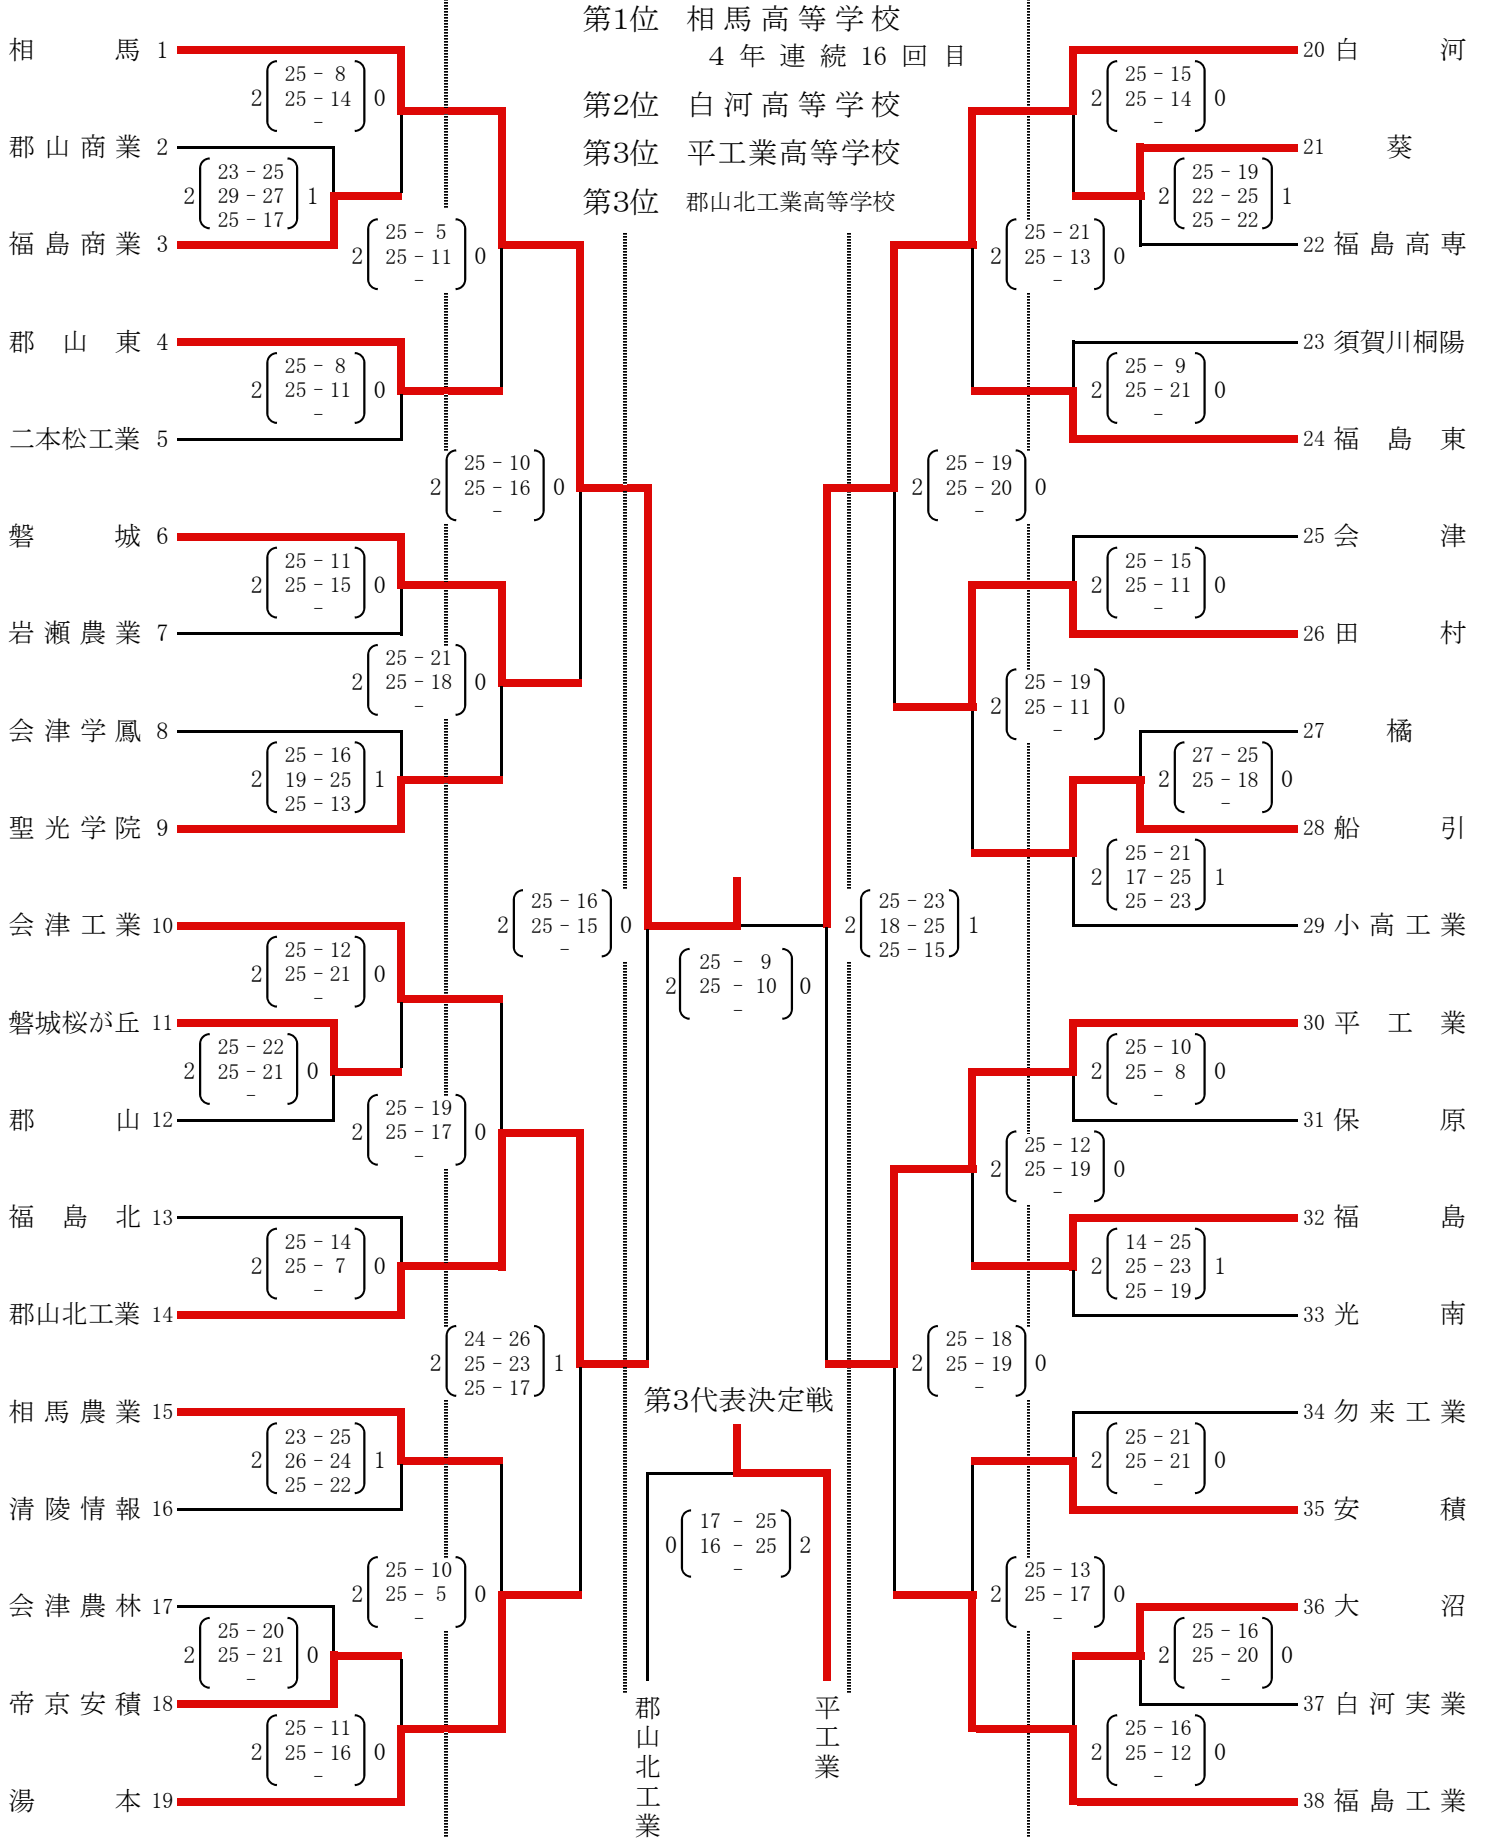 第1位 相馬高等学校
4年連続16回目
第2位 白河高等学校
第3位 平工業高等学校
第3位 郡山北工業高等学校
相馬 1
2 25 - 8 0
25 - 14
-
郡山商業 2
2 23 - 25 1
29 - 27
25 - 17
福島商業 3
2 25 - 5 0
25 - 11
-
郡山東 4
2 25 - 8 0
25 - 11
-
二本松工業 5
2 25 - 10 0
25 - 16
-
磐城 6
2 25 - 11 0
25 - 15
-
岩瀬農業 7
2 25 - 21 0
25 - 18
-
会津学鳳 8
2 25 - 16 1
19 - 25
25 - 13
聖光学院 9
2 25 - 16 0
25 - 15
-
会津工業 10
2 25 - 12 0
25 - 21
-
磐城桜が丘 11
2 25 - 22 0
25 - 21
-
郡山 12
2 25 - 19 0
25 - 17
-
福島北 13
2 25 - 14 0
25 - 7
-
郡山北工業 14
2 24 - 26 1
25 - 23
25 - 17
相馬農業 15
2 23 - 25 1
26 - 24
25 - 22
清陵情報 16
2 25 - 10 0
25 - 5
-
会津農林 17
2 25 - 20 0
25 - 21
-
帝京安積 18
2 25 - 11 0
25 - 16
-
湯本 19
2 25 - 9 0
25 - 10
-
第3代表決定戦
0 17 - 25 2
16 - 25
-
郡山北工業
平工業
20 白河
2 25 - 15 0
25 - 14
-
21 葵
2 25 - 19 1
22 - 25
25 - 22
22 福島高専
2 25 - 21 0
25 - 13
-
23 須賀川桐陽
2 25 - 9 0
25 - 21
-
24 福島東
2 25 - 19 0
25 - 20
-
25 会津
2 25 - 15 0
25 - 11
-
26 田村
2 25 - 19 0
25 - 11
-
27 橘
2 27 - 25 0
25 - 18
-
28 船引
2 25 - 21 1
17 - 25
25 - 23
29 小高工業
2 25 - 23 1
18 - 25
25 - 15
30 平工業
2 25 - 10 0
25 - 8
-
31 保原
2 25 - 12 0
25 - 19
-
32 福島
2 14 - 25 1
25 - 23
25 - 19
33 光南
2 25 - 18 0
25 - 19
-
34 勿来工業
2 25 - 21 0
25 - 21
-
35 安積
2 25 - 13 0
25 - 17
-
36 大沼
2 25 - 16 0
25 - 20
-
37 白河実業
2 25 - 16 0
25 - 12
-
38 福島工業